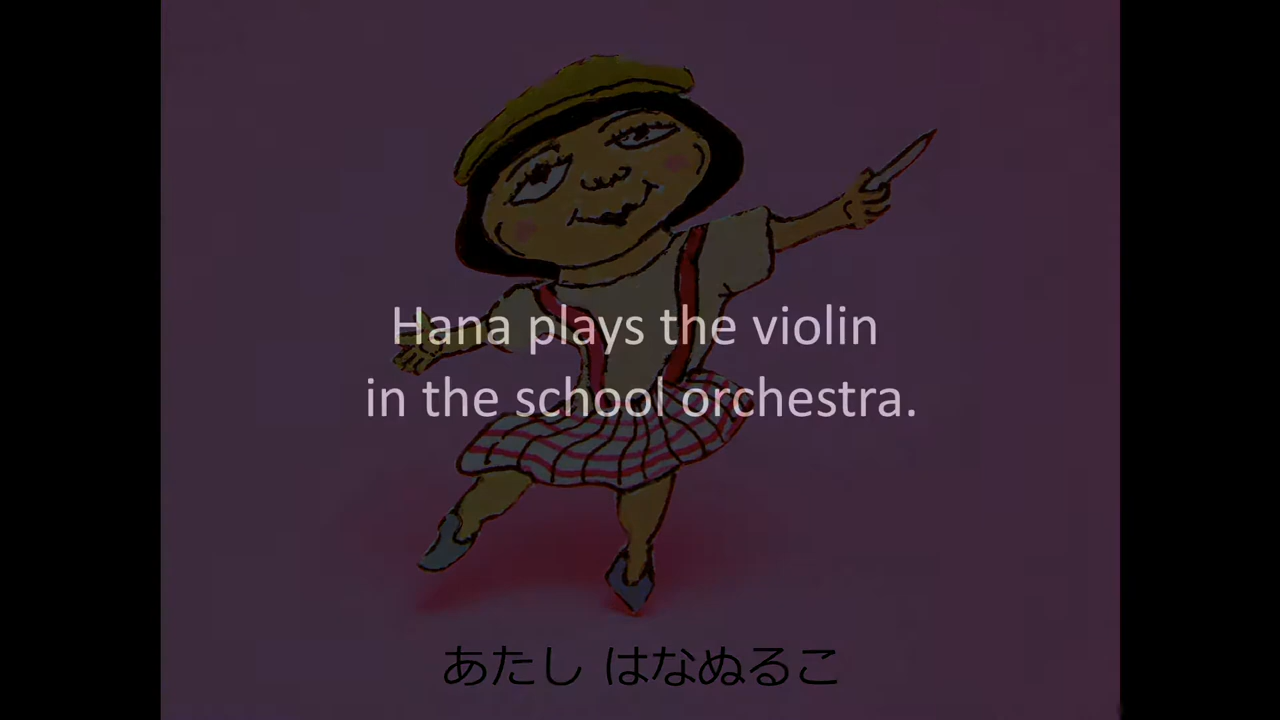 Hana plays the violin
in the school orchestra.
あたし はなぬるこ